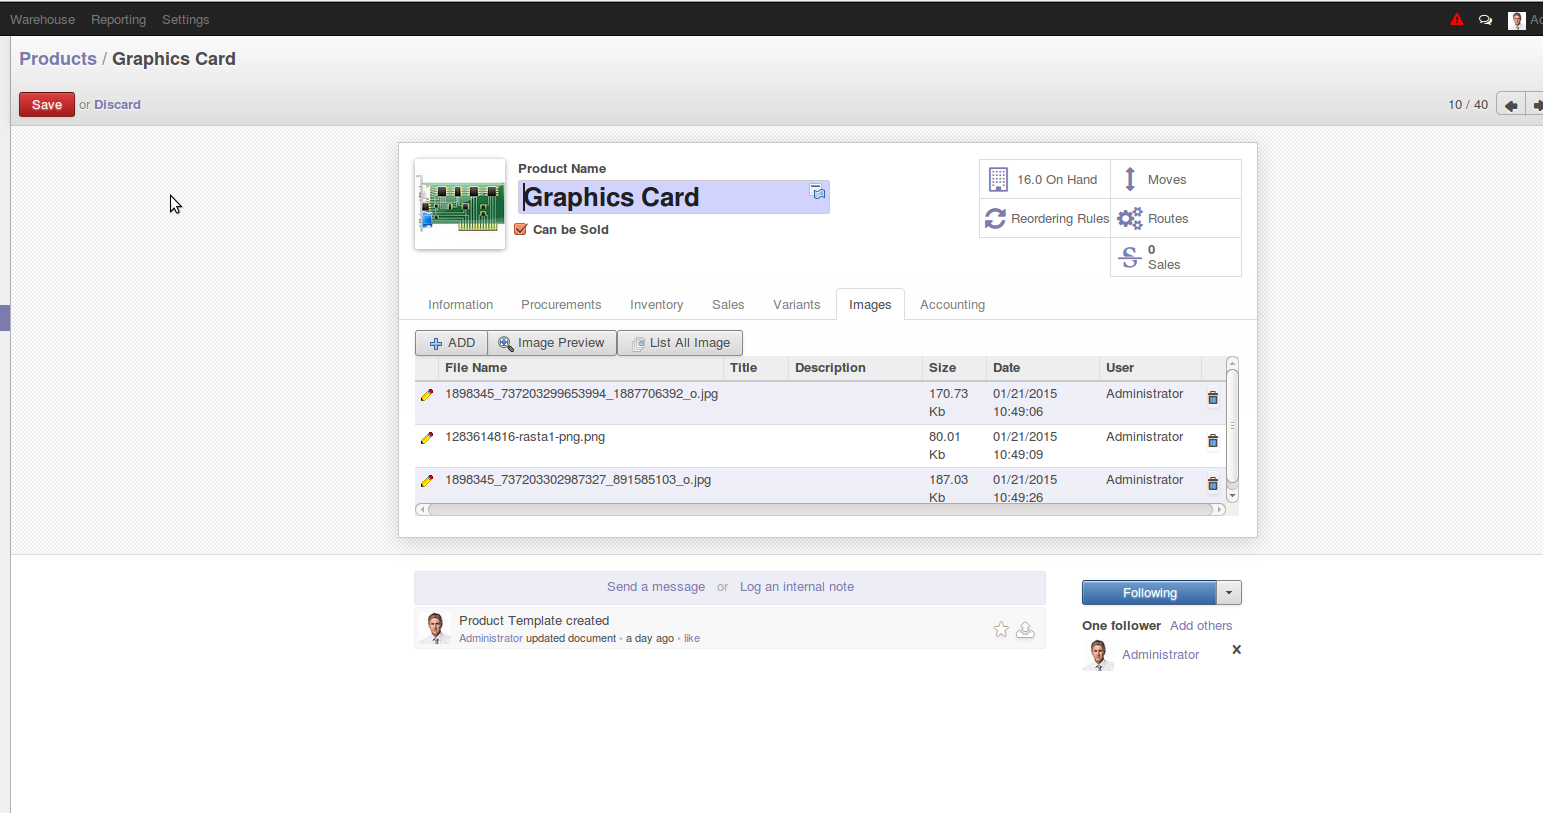 Warehouse Reporting Settings
Products / Graphics Card
Save or Discard
10 / 40
Product Name
Graphics Card
Can be Sold
16.0 On Hand
Moves
Reordering Rules
Routes
0
Sales
Information Procurements Inventory Sales Variants Images Accounting
ADD Image Preview List All Image
File Name Title Description Size Date User
1898345_737203299653994_1887706392_o.jpg 170.73 01/21/2015 Administrator
Kb 10:49:06
1283614816-rasta1-png.png 80.01 01/21/2015 Administrator
Kb 10:49:09
1898345_737203302987327_891585103_o.jpg 187.03 01/21/2015 Administrator
Kb 10:49:26
Send a message or Log an internal note
Following
Product Template created
Administrator updated document • a day ago • like
One follower Add others
Administrator x